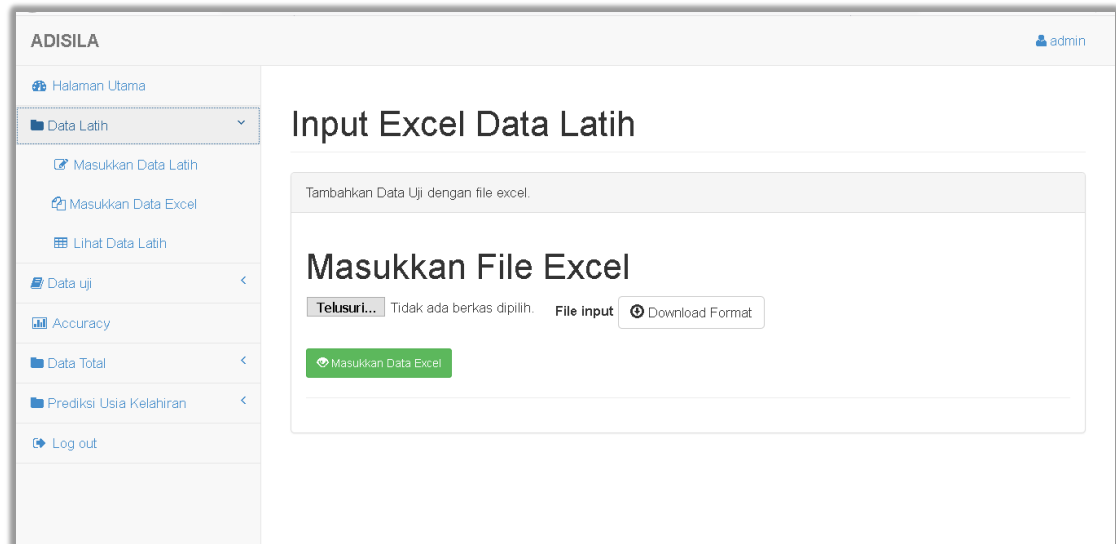 ADISILA
admin
Halaman Utama
Data Latih
Masukkan Data Latih
Masukkan Data Excel
Lihat Data Latih
Data uji
Accuracy
Data Total
Prediksi Usia Kelahiran
Log out
Input Excel Data Latih
Tambahkan Data Uji dengan file excel.
Masukkan File Excel
Telusuri... Tidak ada berkas dipilih. File input Download Format
Masukkan Data Excel